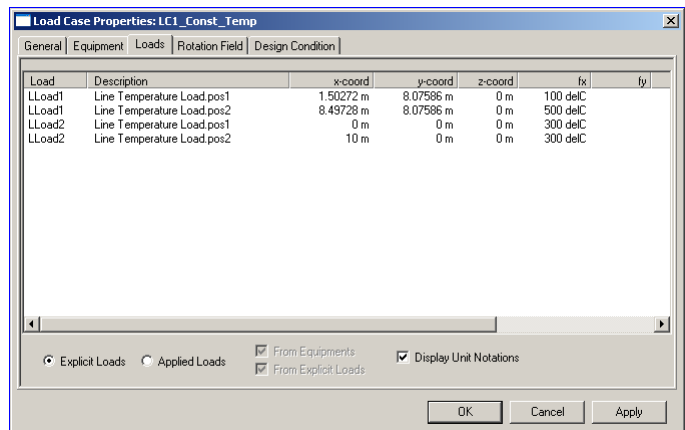 Load Case Properties: LC1_Const_Temp
General Equipment Loads Rotation Field Design Condition
Load Description x-coord y-coord z-coord fx fy
LLoad1 Line Temperature Load.pos1 1.50272 m 8.07586 m 0 m 100 delC
LLoad1 Line Temperature Load.pos2 8.49728 m 8.07586 m 0 m 500 delC
LLoad2 Line Temperature Load.pos1 0 m 0 m 0 m 300 delC
LLoad2 Line Temperature Load.pos2 10 m 0 m 0 m 300 delC
Explicit Loads Applied Loads From Equipments Display Unit Notations
From Explicit Loads
OK Cancel Apply